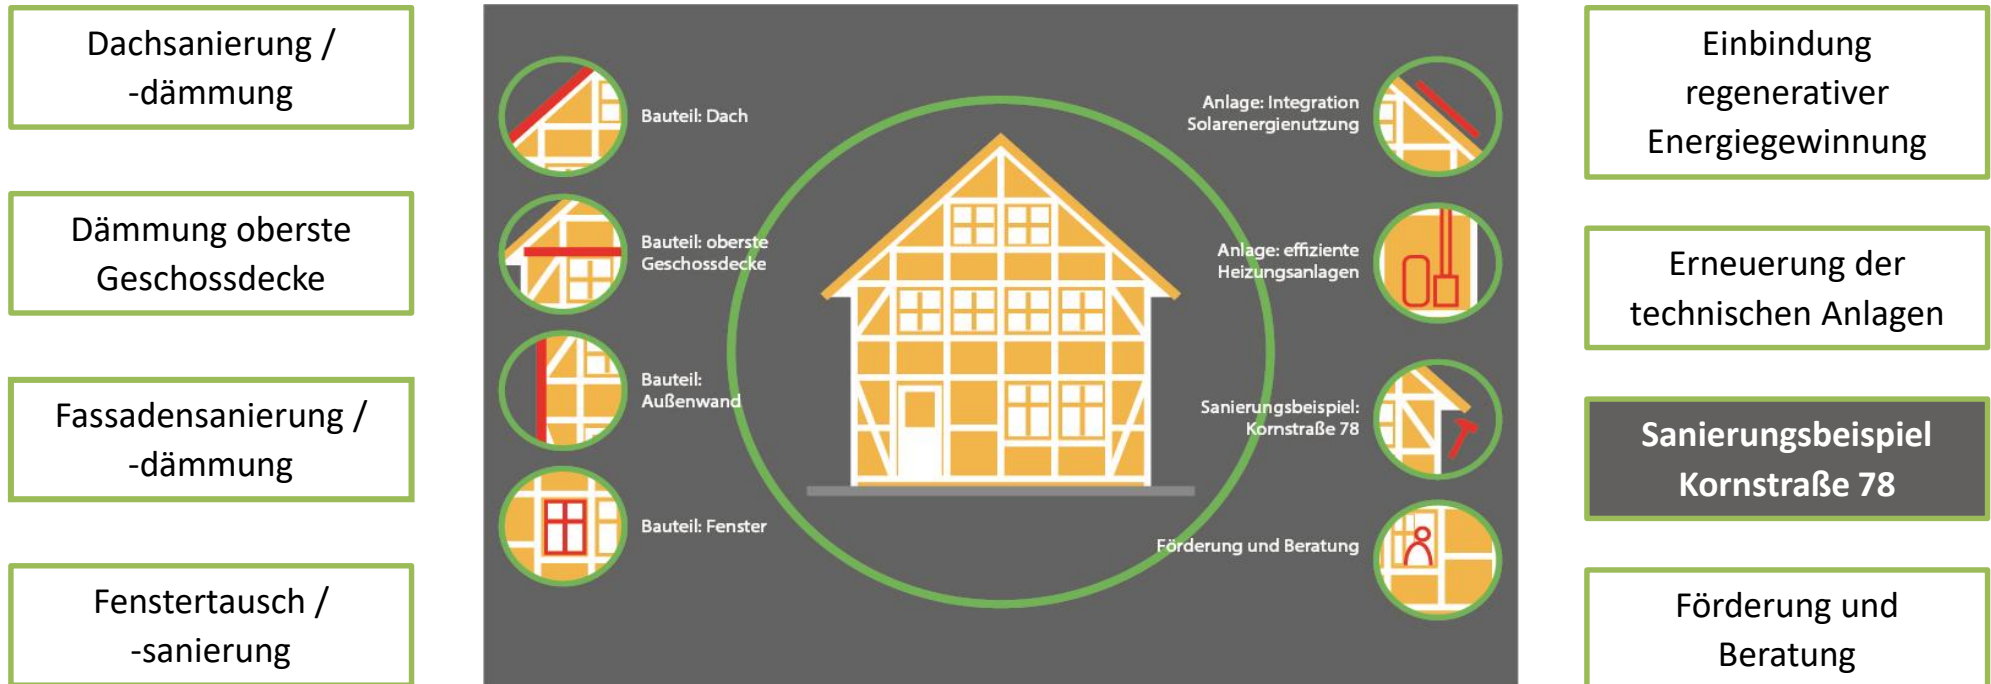 Dachsanierung /
-dämmung
Dämmung oberste
Geschossdecke
Fassadensanierung /
-dämmung
Fenstertausch /
-sanierung
Bauteil: Dach
Bauteil: oberste
Geschossdecke
Bauteil:
Außenwand
Bauteil: Fenster
Anlage: Integration
Solarenergienutzung
Anlage: effiziente
Heizungsanlagen
Sanierungsbeispiel:
Kornstraße 78
Förderung und Beratung
Einbindung
regenerativer
Energiegewinnung
Erneuerung der
technischen Anlagen
Sanierungsbeispiel
Kornstraße 78
Förderung und
Beratung